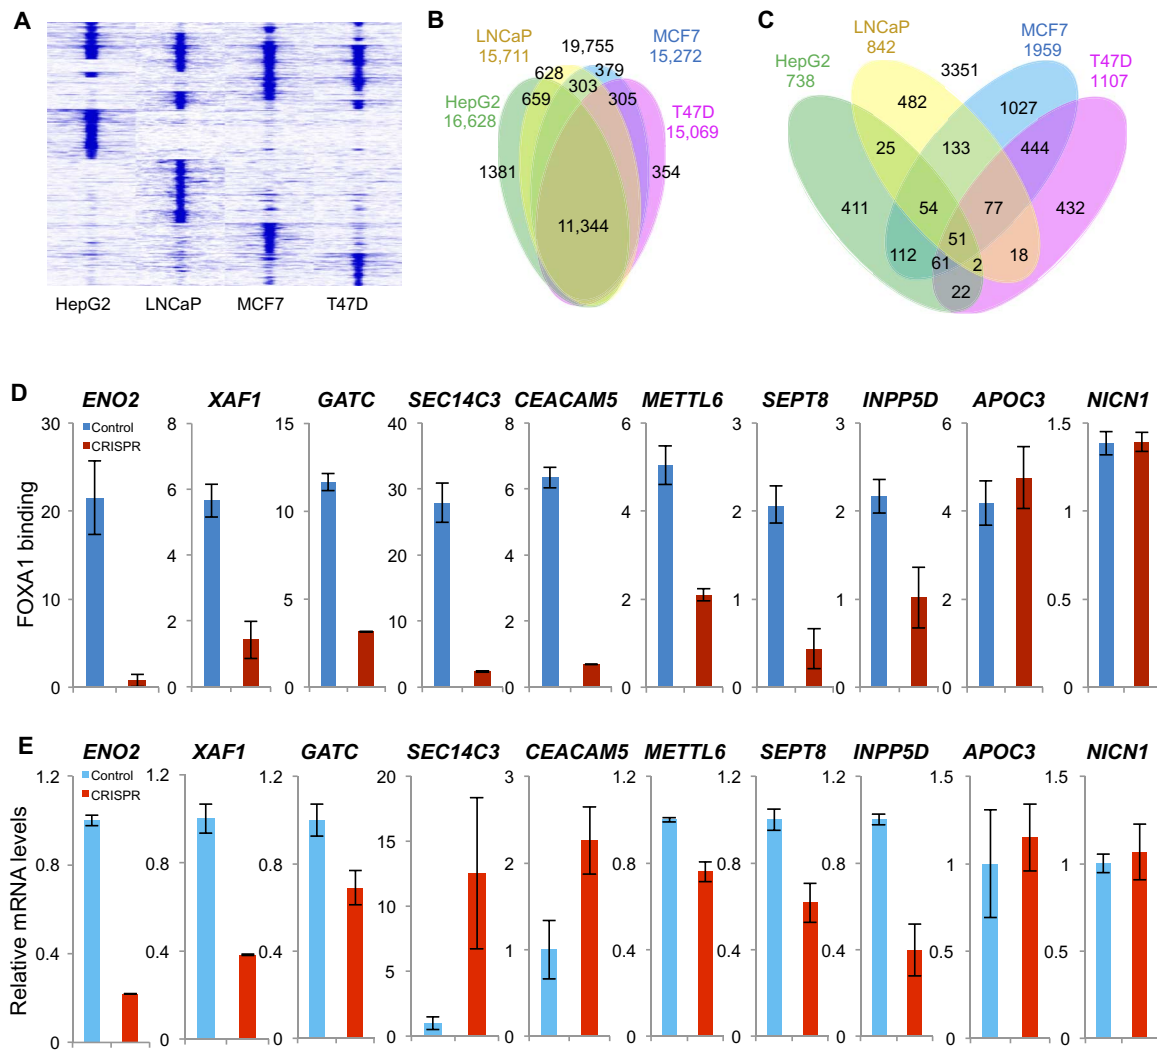 A
HepG2 LNCaP MCF7 T47D
B
LNCaP 19,755 MCF7
15,711 15,272
628 379
303
HepG2 659 305 T47D
16,628 15,069
1381 354
11,344
C
LNCaP MCF7
842 1959
HepG2 3351 T47D
738 1107
482 1027
25 133 444
411 54 77 432
51
112 61 2 18
22
D
ENO2 XAF1 GATC SEC14C3 CEACAM5 METTL6 SEPT8 INPP5D APOC3 NICN1
FOXA1 binding
Control
CRISPR
30 8 15 40 8 6 3 3 6 1.5
20 6 10 30 6 4 2 2 4 1
4 20 4
10 2 5 10 2 2 1 1 2 0.5
0 0 0 0 0 0 0 0 0 0
E
ENO2 XAF1 GATC SEC14C3 CEACAM5 METTL6 SEPT8 INPP5D APOC3 NICN1
Relative mRNA levels
Control
CRISPR
1.2 1.2 1.2 20 3 1.2 1.2 1.2 1.5 1.5
0.8 0.8 0.8 15 2 0.8 0.8 0.8 1 1
10
0.4 0.4 0.4 5 1 0.4 0.4 0.4 0.5 0.5
0 0 0 0 0 0 0 0 0 0